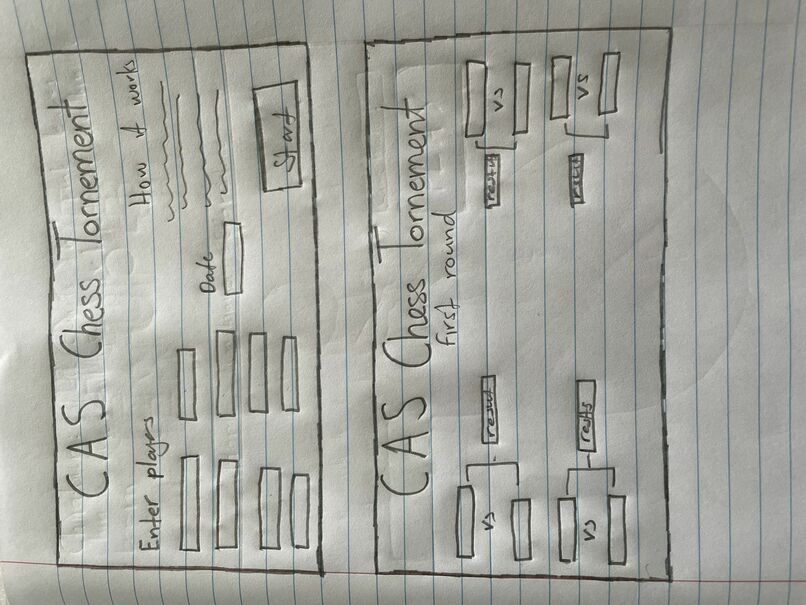 CAS Chess Tornement
Enter players
How it works
Date
Start
CAS Chess Tornement
First round
vs
result
vs
result
vs
results
vs
result